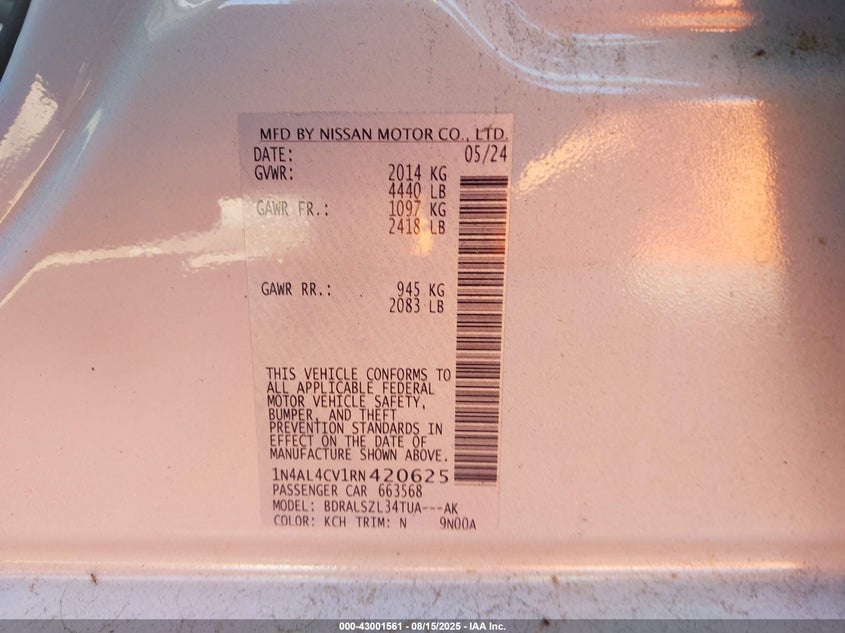 MFD BY NISSAN MOTOR CO., LTD.
DATE: 05/24
GVWR: 2014 KG
4440 LB
GAWR FR.: 1097 KG
2418 LB
GAWR RR.: 945 KG
2083 LB
THIS VEHICLE CONFORMS TO
ALL APPLICABLE FEDERAL
MOTOR VEHICLE SAFETY,
BUMPER, AND THEFT
PREVENTION STANDARDS IN
EFFECT ON THE DATE OF
MANUFACTURE SHOWN ABOVE.
1N4AL4CV1RN420625
PASSENGER CAR 663568
MODEL: BDRALSZL34TUA---AK
COLOR: KCH TRIM: N 9N00A
000-43001561 - 08/15/2025 - IAA Inc.